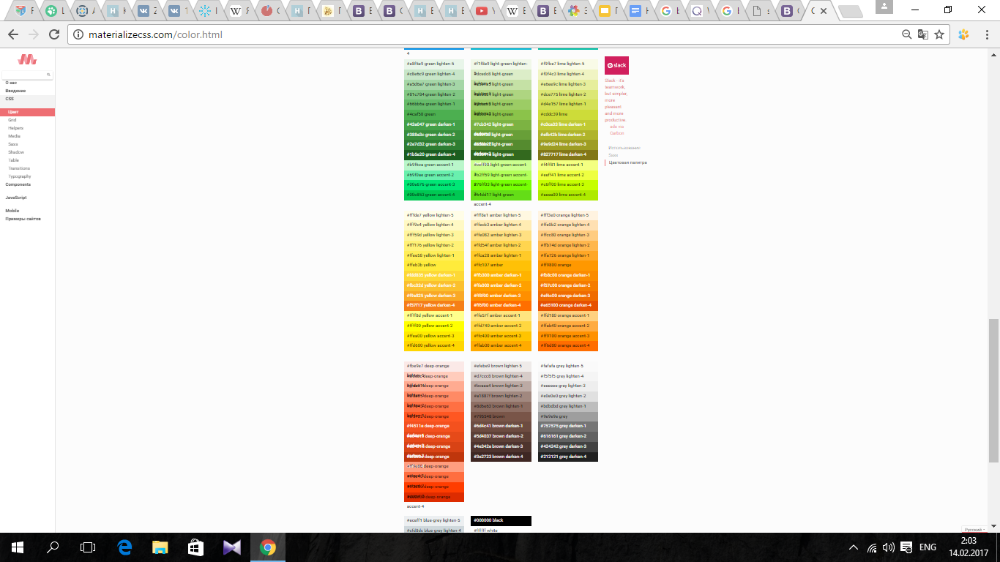 materializecss.com/color.html
О нас
Введение
CSS
Цвет
Grid
Helpers
Media
Sass
Shadow
Table
Transitions
Typography
Components
JavaScript
Mobile
Примеры сайтов
4
#e8f5e9 green lighten-5
#c8e6c9 green lighten-4
#a5d6a7 green lighten-3
#81c784 green lighten-2
#66bb6a green lighten-1
#4caf50 green
#43a047 green darken-1
#388e3c green darken-2
#2e7d32 green darken-3
#1b5e20 green darken-4
#b9f6ca green accent-1
#69f0ae green accent-2
#00e676 green accent-3
#00c853 green accent-4
#f1f8e9 light-green lighten-
#dcedc8 light-green
light-green
light-green
light-green
light-green
#7cb342 light-green
light-green
light-green
light-green
#ccff90 light-green accent-
#b2ff59 light-green accent-
#76ff03 light-green accent-
#64dd17 light-green
accent-4
#f9fbe7 lime lighten-5
#f0f4c3 lime lighten-4
#e6ee9c lime lighten-3
#dce775 lime lighten-2
#d4e157 lime lighten-1
#cddc39 lime
#c0ca33 lime darken-1
#afb42b lime darken-2
#9e9d24 lime darken-3
#827717 lime darken-4
#f4ff81 lime accent-1
#eeff41 lime accent-2
#c6ff00 lime accent-3
#aeea00 lime accent-4
#fffde7 yellow lighten-5
#fff9c4 yellow lighten-4
#fff59d yellow lighten-3
#fff176 yellow lighten-2
#ffee58 yellow lighten-1
#ffeb3b yellow
#fdd835 yellow darken-1
#fbc02d yellow darken-2
#f9a825 yellow darken-3
#f57f17 yellow darken-4
#ffff8d yellow accent-1
#ffff00 yellow accent-2
#ffea00 yellow accent-3
#ffd600 yellow accent-4
#fff8e1 amber lighten-5
#ffecb3 amber lighten-4
#ffe082 amber lighten-3
#ffd54f amber lighten-2
#ffca28 amber lighten-1
#ffc107 amber
#ffb300 amber darken-1
#ffa000 amber darken-2
#ff8f00 amber darken-3
#ff6f00 amber darken-4
#ffe57f amber accent-1
#ffd740 amber accent-2
#ffc400 amber accent-3
#ffab00 amber accent-4
#fff3e0 orange lighten-5
#ffe0b2 orange lighten-4
#ffcc80 orange lighten-3
#ffb74d orange lighten-2
#ffa726 orange lighten-1
#ff9800 orange
#fb8c00 orange darken-1
#f57c00 orange darken-2
#ef6c00 orange darken-3
#e65100 orange darken-4
#ffd180 orange accent-1
#ffab40 orange accent-2
#ff9100 orange accent-3
#ff6d00 orange accent-4
#fbe9e7 deep-orange
deep-orange
deep-orange
deep-orange
deep-orange
deep-orange
#f4511e deep-orange
deep-orange
deep-orange
deep-orange
#ff9e80 deep-orange
deep-orange
deep-orange
deep-orange
accent-4
#efebe9 brown lighten-5
#d7ccc8 brown lighten-4
#bcaaa4 brown lighten-3
#a1887f brown lighten-2
#8d6e63 brown lighten-1
#795548 brown
#6d4c41 brown darken-1
#5d4037 brown darken-2
#4e342e brown darken-3
#3e2723 brown darken-4
#fafafa grey lighten-5
#f5f5f5 grey lighten-4
#eeeeee grey lighten-3
#e0e0e0 grey lighten-2
#bdbdbd grey lighten-1
#9e9e9e grey
#757575 grey darken-1
#616161 grey darken-2
#424242 grey darken-3
#212121 grey darken-4
#eceff1 blue-grey lighten-5
#cfd8dc blue-grey lighten-4
#000000 black
#ffffff white
slack
Slack - it's
teamwork,
but simpler,
more
pleasant
and more
productive.
ads via
Carbon
Использование
Sass
Цветовая палитра
Русский
ENG
2:03
14.02.2017